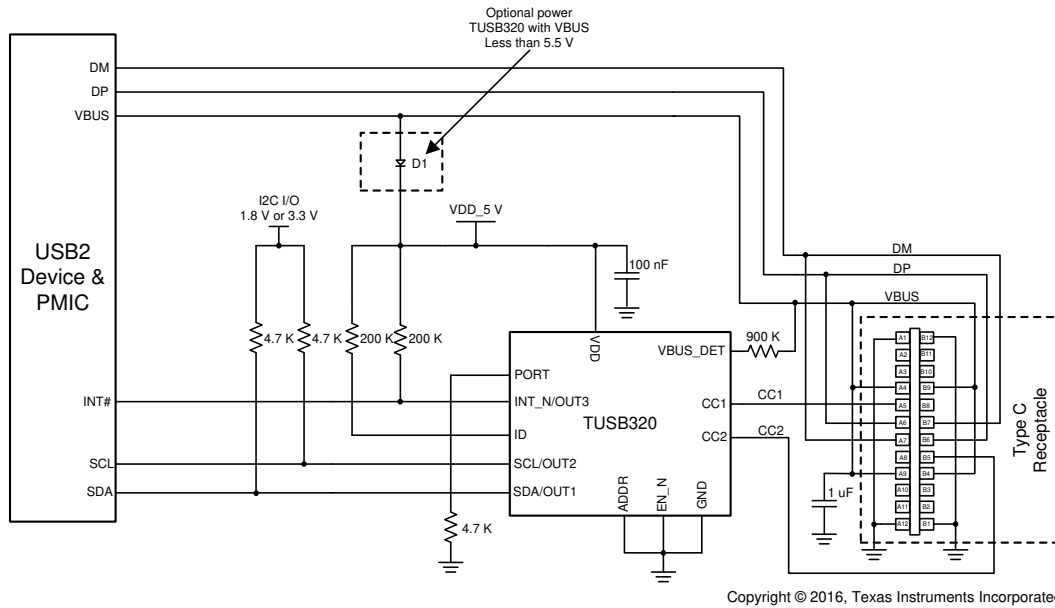 Optional power
TUSB320 with VBUS
Less than 5.5 V
DM
DP
VBUS
D1
I2C I/O
1.8 V or 3.3 V
VDD_5 V
USB2
Device &
PMIC
100 nF
DM
DP
VBUS
4.7 K
4.7 K
200 K
200 K
VDD
VBUS_DET
900 K
PORT
INT#
INT_N/OUT3
CC1
CC1
TUSB320
ID
CC2
CC2
SCL
SCL/OUT2
SDA
SDA/OUT1
ADDR
EN_N
GND
4.7 K
1 uF
A1
B12
A2
B11
A3
B10
A4
B9
A5
B8
A6
B7
A7
B6
A8
B5
A9
B4
A10
B3
A11
B2
A12
B1
Type C
Receptacle
Copyright © 2016, Texas Instruments Incorporated